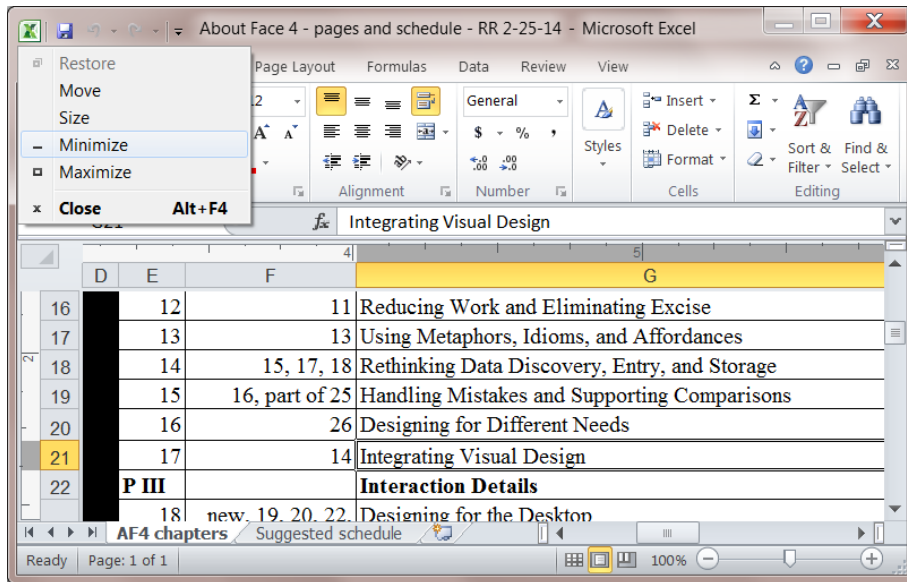 About Face 4 - pages and schedule - RR 2-25-14 - Microsoft Excel
Restore
Move
Size
Minimize
Maximize
Close Alt+F4
Page Layout Formulas Data Review View
General
$ % ,
Alignment
Number
Styles
Insert
Delete
Format
Cells
Σ
Sort & Filter
Find & Select
Editing
fx Integrating Visual Design
4 5
D E F G
16 12 11 Reducing Work and Eliminating Excise
17 13 13 Using Metaphors, Idioms, and Affordances
18 14 15, 17, 18 Rethinking Data Discovery, Entry, and Storage
19 15 16, part of 25 Handling Mistakes and Supporting Comparisons
20 16 26 Designing for Different Needs
21 17 14 Integrating Visual Design
22 P III Interaction Details
18 new, 19, 20, 22, Designing for the Desktop
AF4 chapters Suggested schedule
Ready Page: 1 of 1 100%